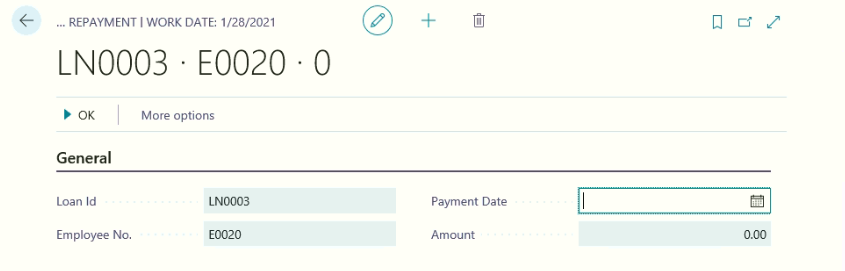 ... REPAYMENT | WORK DATE: 1/28/2021
LN0003 · E0020 · 0
OK More options
General
Loan Id LN0003 Payment Date
Employee No. E0020 Amount 0.00